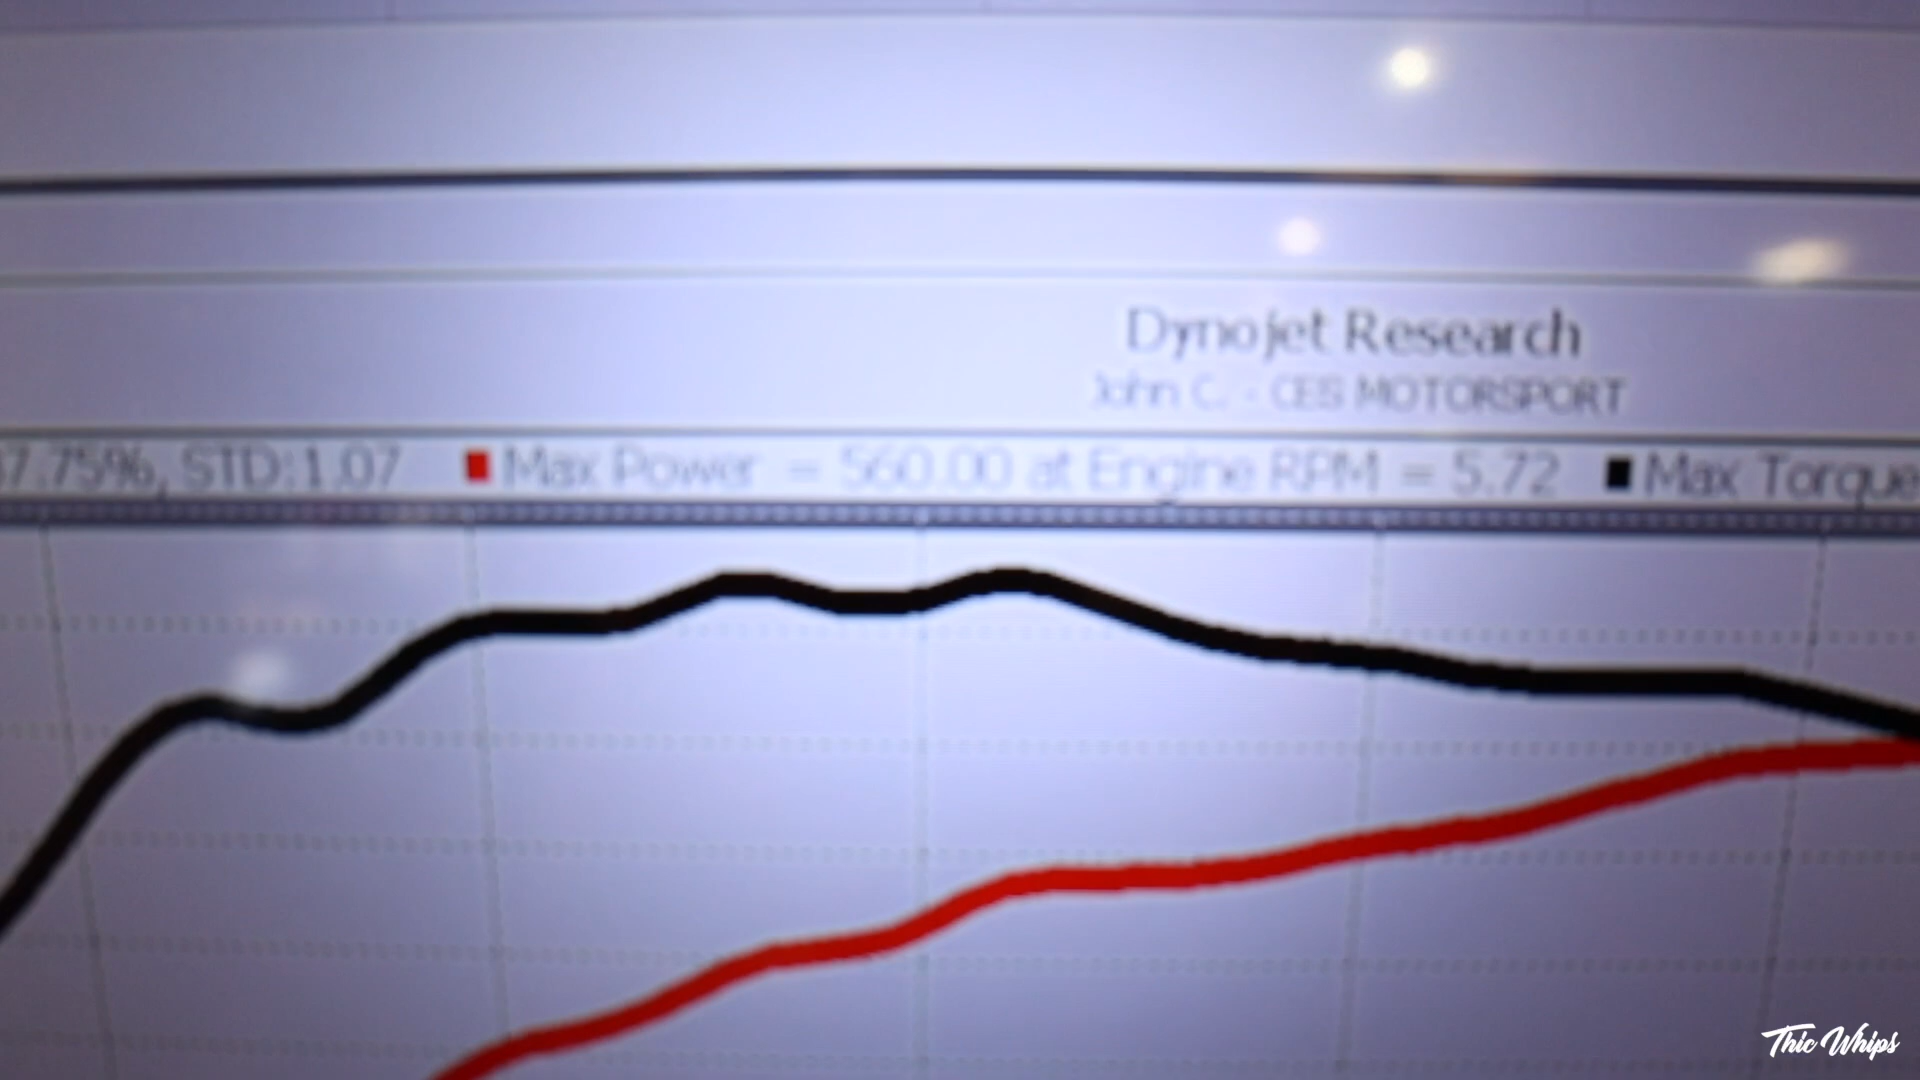 Dynojet Research
John C. - CES MOTORSPORT
7.75%, STD:1.07 Max Power = 560.00 at Engine RPM = 5.72 Max Torque
Thic Whips